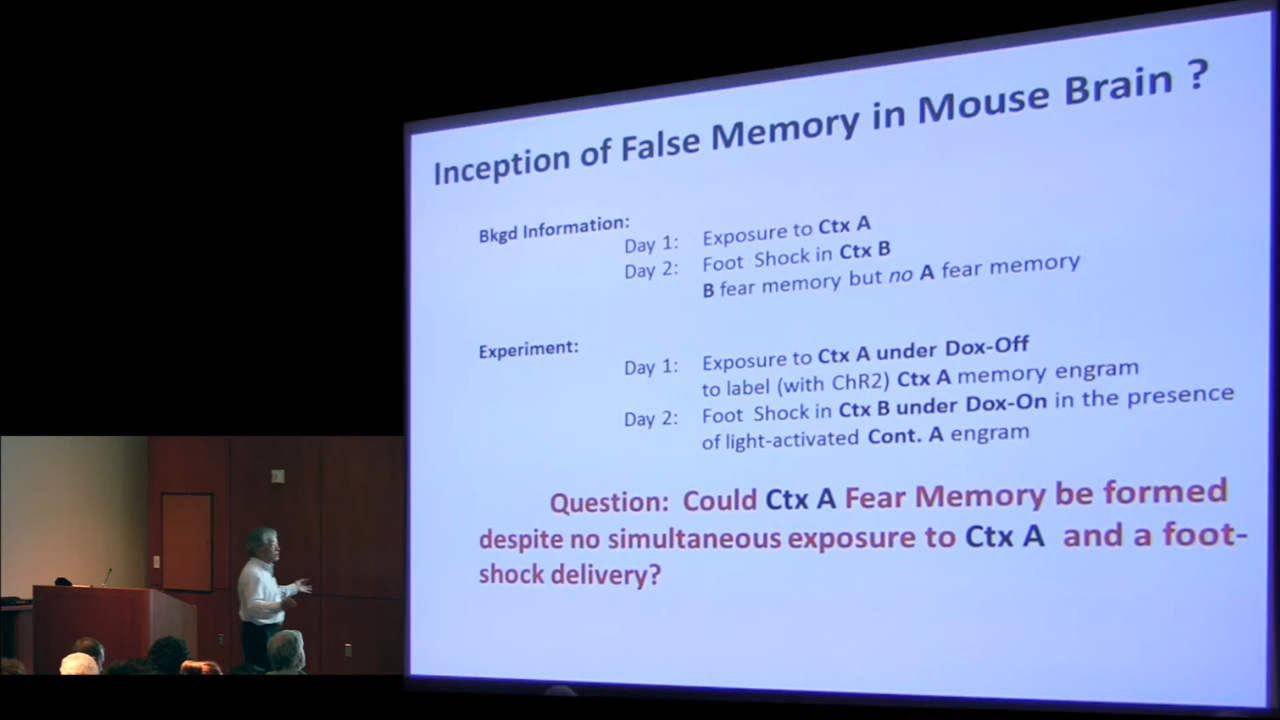 Inception of False Memory in Mouse Brain ?
Bkgd Information:
Day 1: Exposure to Ctx A
Day 2: Foot Shock in Ctx B
B fear memory but no A fear memory
Experiment:
Day 1: Exposure to Ctx A under Dox-Off
to label (with ChR2) Ctx A memory engram
Day 2: Foot Shock in Ctx B under Dox-On in the presence
of light-activated Cont. A engram
Question: Could Ctx A Fear Memory be formed
despite no simultaneous exposure to Ctx A and a foot-
shock delivery?